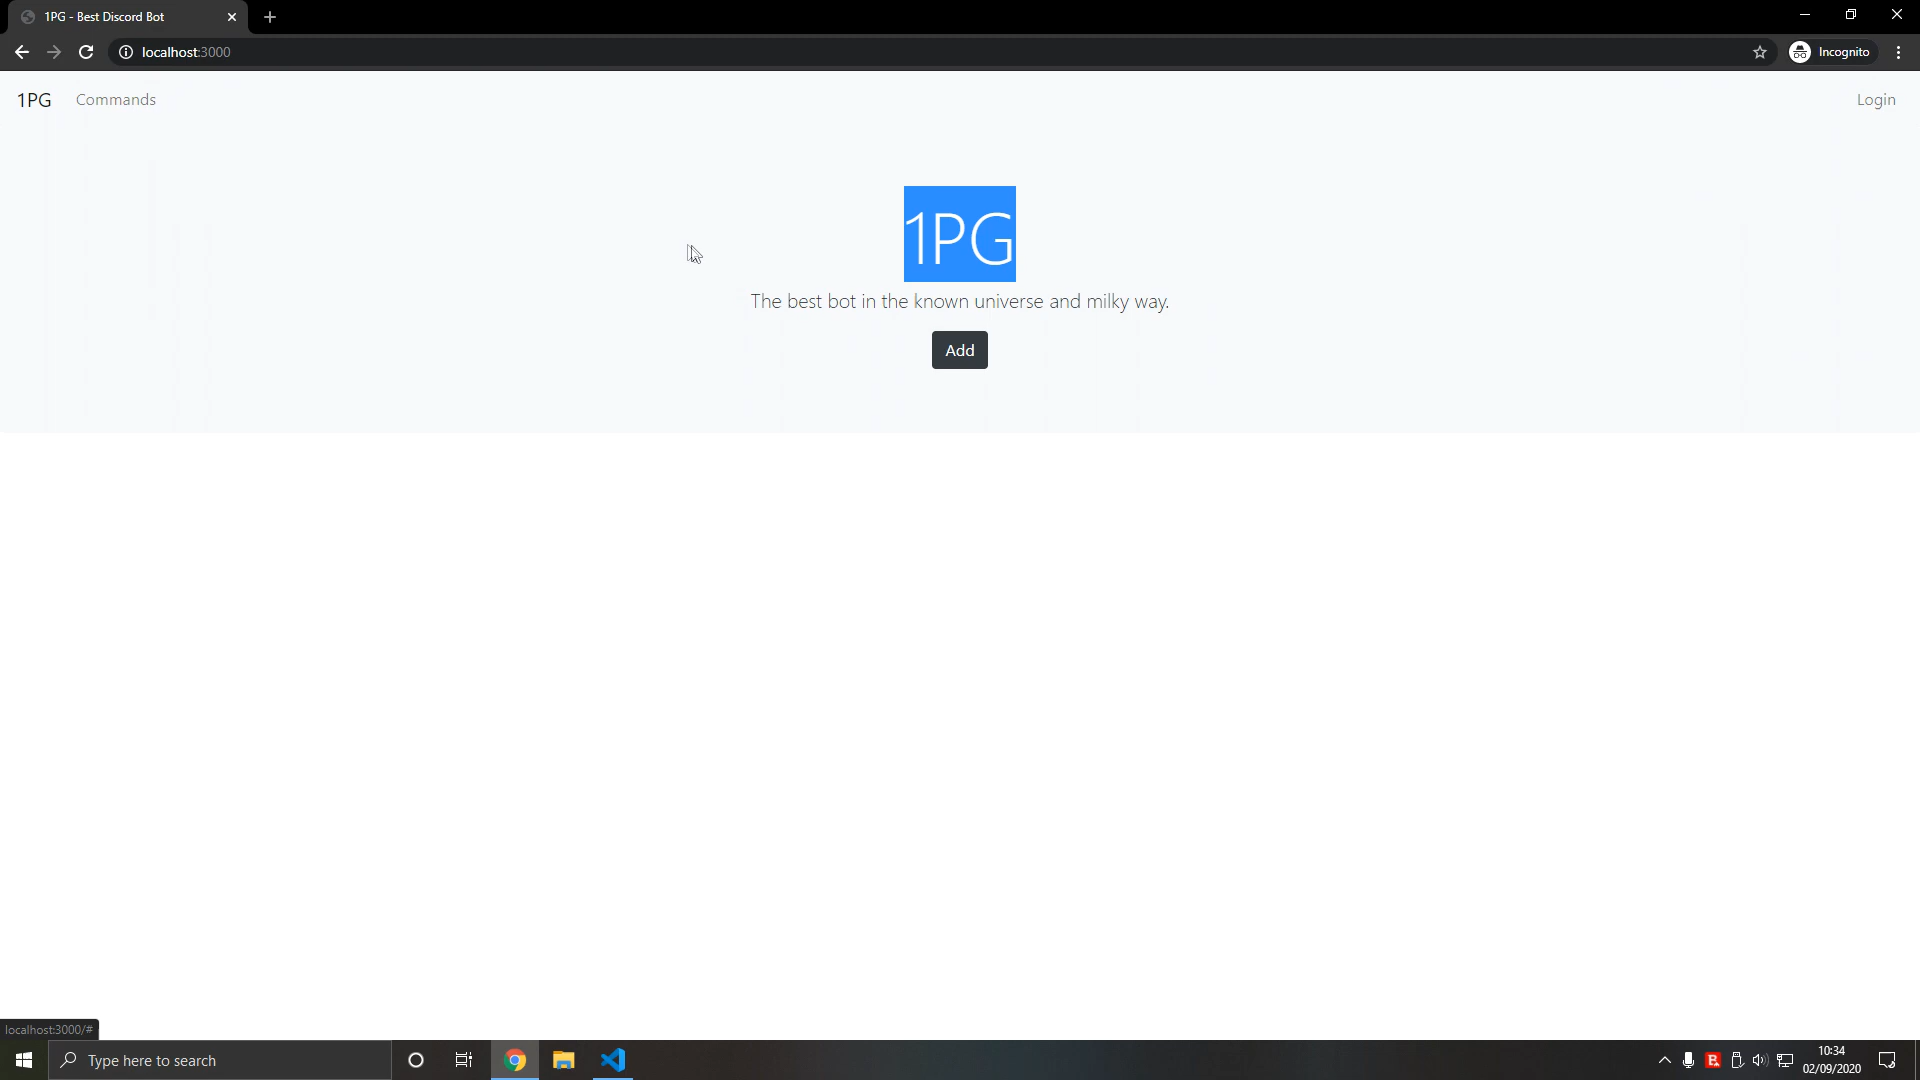 1PG - Best Discord Bot
localhost:3000
Incognito
1PG Commands Login
1PG
The best bot in the known universe and milky way.
Add
localhost:3000/#
Type here to search
10:34
02/09/2020